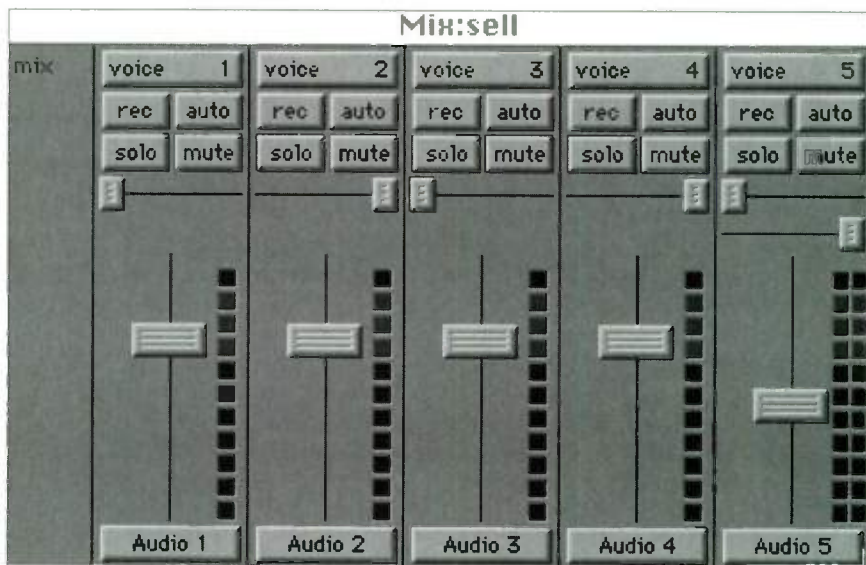 Mix:sell
mix
voice 1 voice 2 voice 3 voice 4 voice 5
rec auto rec auto rec auto rec auto rec auto
solo mute solo mute solo mute solo mute solo mute
Audio 1 Audio 2 Audio 3 Audio 4 Audio 5